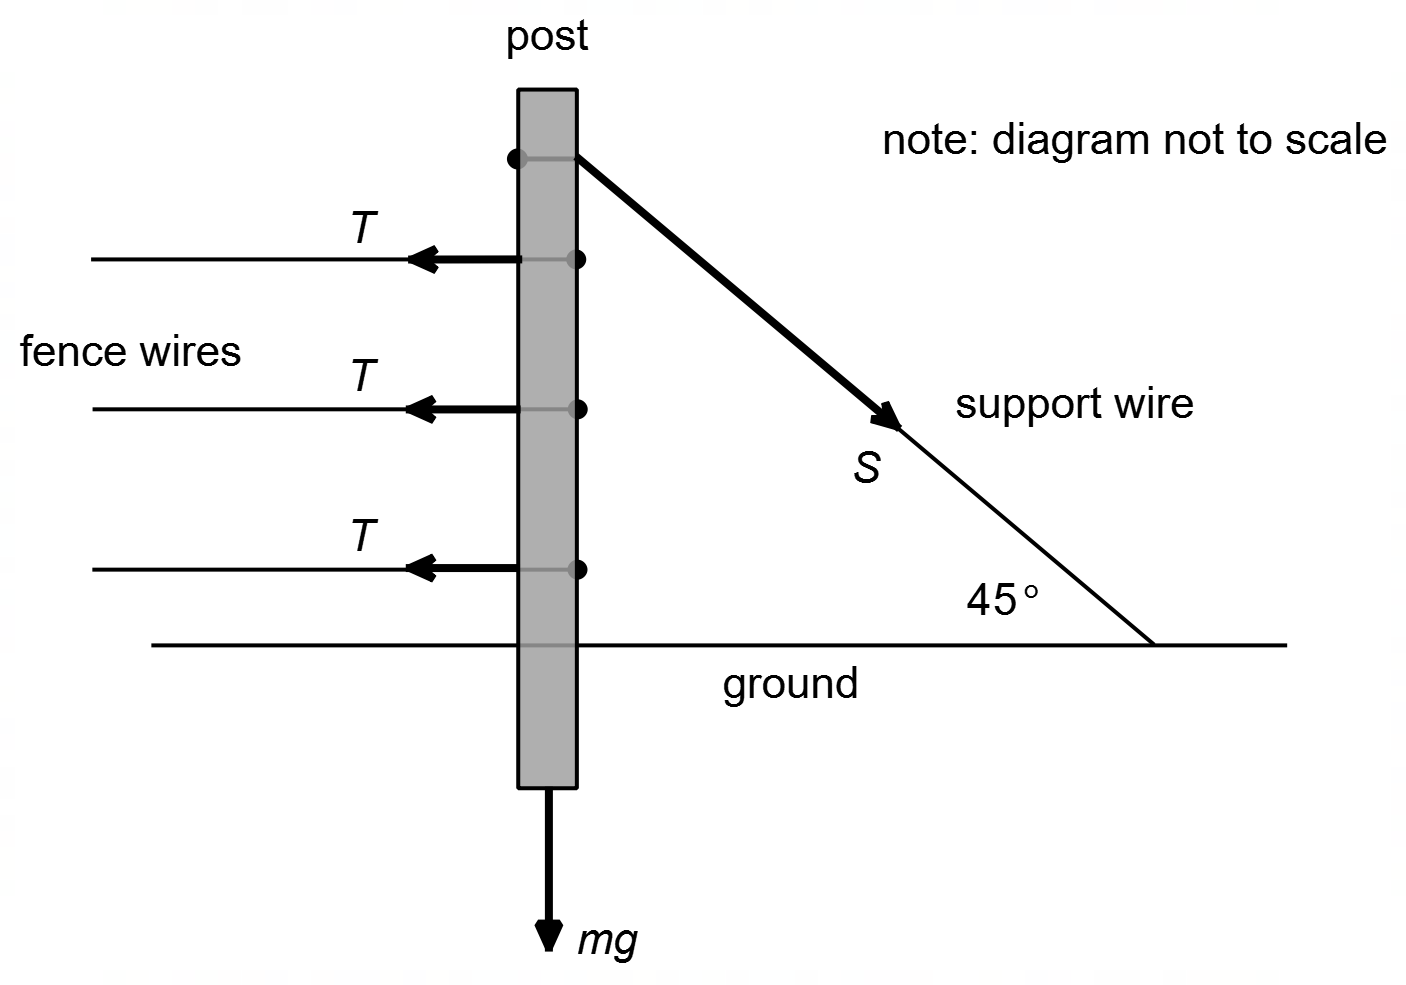 post
note: diagram not to scale
T
fence wires
T
support wire
S
T
45°
ground
mg